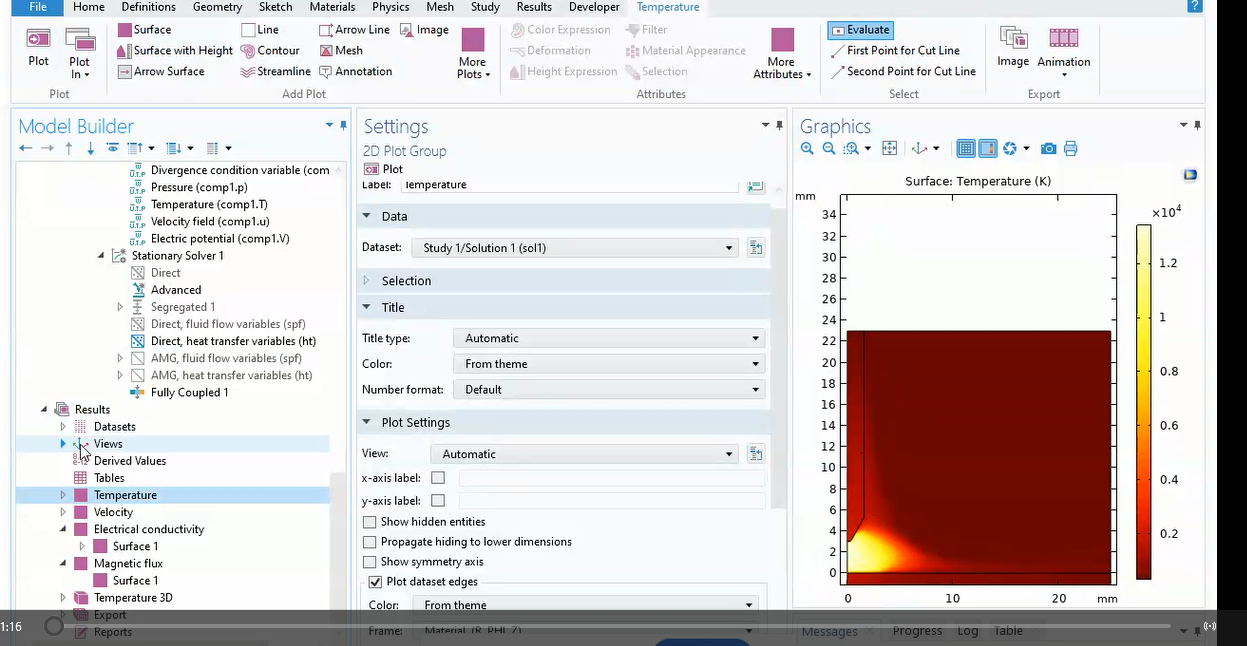 File Home Definitions Geometry Sketch Materials Physics Mesh Study Results Developer Temperature ?
Plot
Plot In
Plot
Surface Line Arrow Line Image
Surface with Height Contour Mesh
Arrow Surface Streamline Annotation
More Plots
Add Plot
Color Expression Filter
Deformation Material Appearance
Height Expression Selection
More Attributes
Attributes
Evaluate
First Point for Cut Line
Second Point for Cut Line
Select
Image Animation
Export
Model Builder
Divergence condition variable (com
Pressure (comp1.p)
Temperature (comp1.T)
Velocity field (comp1.u)
Electric potential (comp1.V)
Stationary Solver 1
Direct
Advanced
Segregated 1
Direct, fluid flow variables (spf)
Direct, heat transfer variables (ht)
AMG, fluid flow variables (spf)
AMG, heat transfer variables (ht)
Fully Coupled 1
Results
Datasets
Views
Derived Values
Tables
Temperature
Velocity
Electrical conductivity
Surface 1
Magnetic flux
Surface 1
Temperature 3D
Export
Reports
1:16
Settings
2D Plot Group
Plot
Label: Temperature
Data
Dataset: Study 1/Solution 1 (sol1)
Selection
Title
Title type: Automatic
Color: From theme
Number format: Default
Plot Settings
View: Automatic
x-axis label:
y-axis label:
Show hidden entities
Propagate hiding to lower dimensions
Show symmetry axis
Plot dataset edges
Color: From theme
Frame: Material (R, PHI, Z)
Graphics
Surface: Temperature (K)
mm
34
32
30
28
26
24
22
20
18
16
14
12
10
8
6
4
2
0
0 10 20 mm
×10⁴
1.2
1
0.8
0.6
0.4
0.2
Messages Progress Log Table